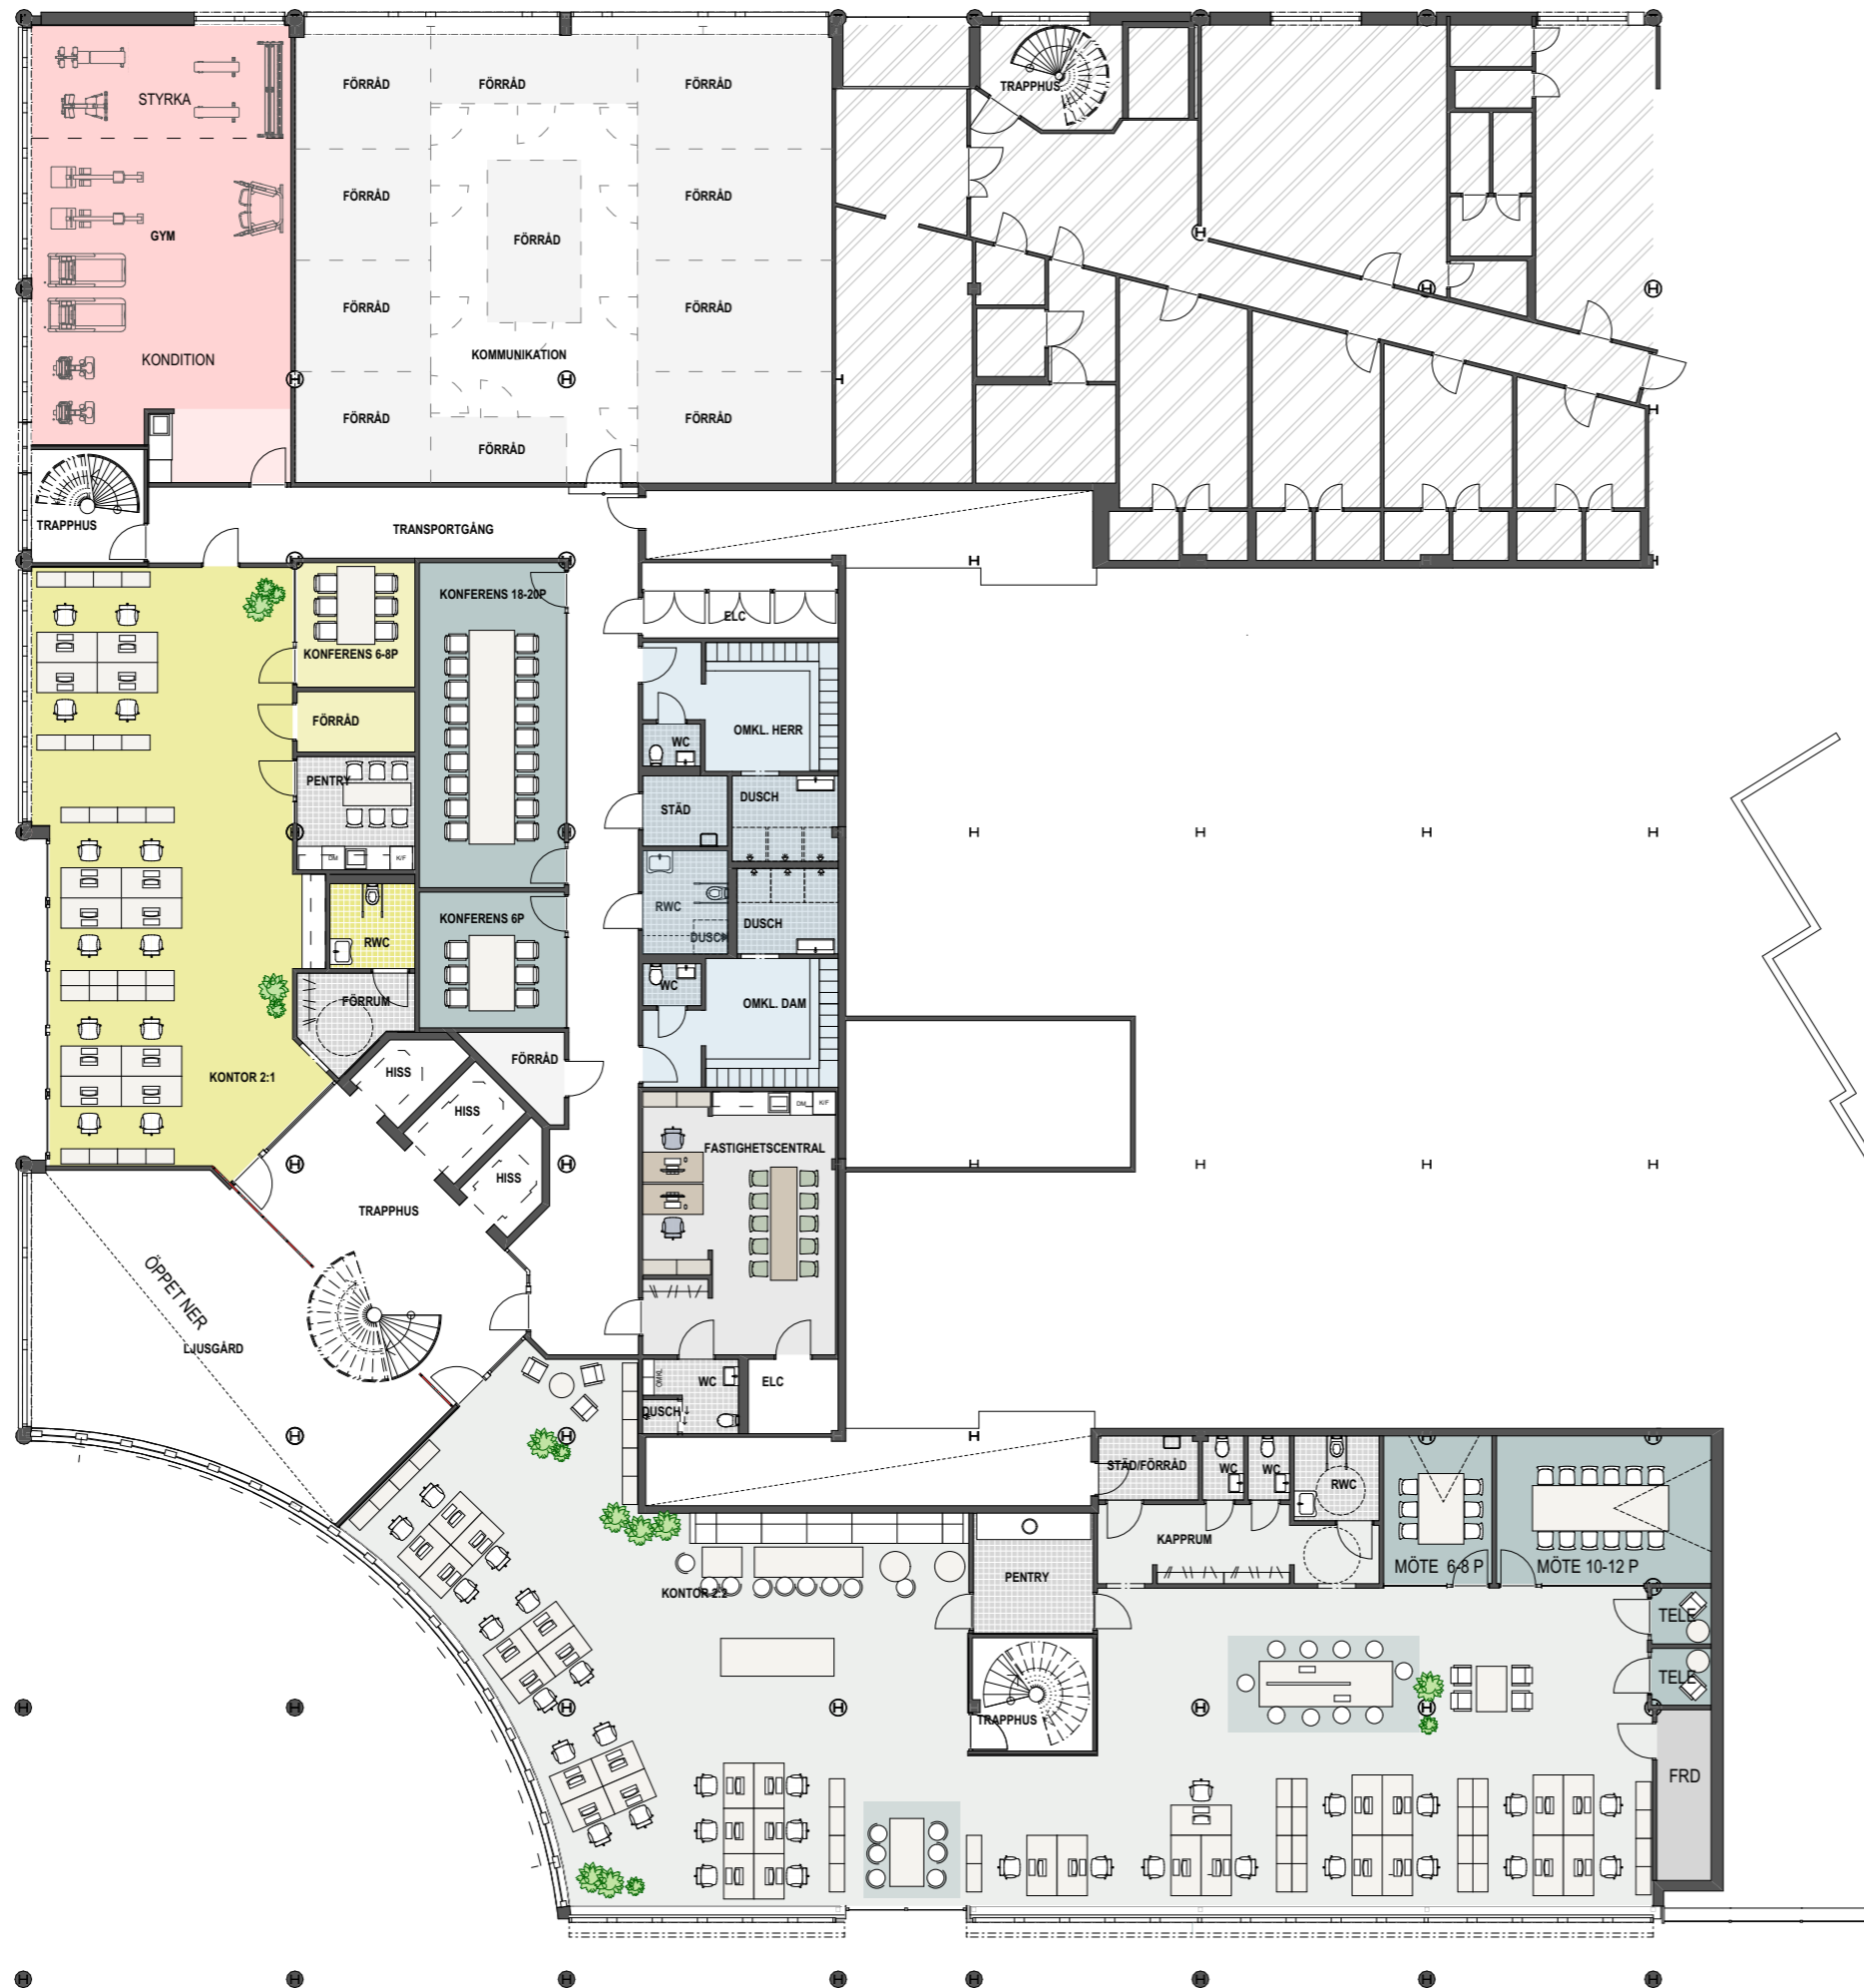 FÖRRÅD
FÖRRÅD
FÖRRÅD
TRAPPHUS
STYRKA
FÖRRÅD
FÖRRÅD
GYM
FÖRRÅD
FÖRRÅD
FÖRRÅD
KOMMUNIKATION
KONDITION
FÖRRÅD
FÖRRÅD
FÖRRÅD
TRAPPHUS
TRANSPORTGÅNG
KONFERENS 18-20P
ELC
KONFERENS 6-8P
FÖRRÅD
OMKL. HERR
WC
PENTRY
DUSCH
STÄD
DM
K/F
RWC
KONFERENS 6P
DUSCH
RWC
DUSCH
WC
FÖRRUM
OMKL. DAM
FÖRRÅD
HISS
KONTOR 2:1
HISS
DM
K/F
FASTIGHETSCENTRAL
HISS
TRAPPHUS
ÖPPET NER
LJUSGÅRD
OMKL
WC
ELC
DUSCH
STÄD/FÖRRÅD
WC
WC
RWC
KAPPRUM
MÖTE 6-8 P
MÖTE 10-12 P
PENTRY
KONTOR 2:2
TELE
TELE
TRAPPHUS
FRD